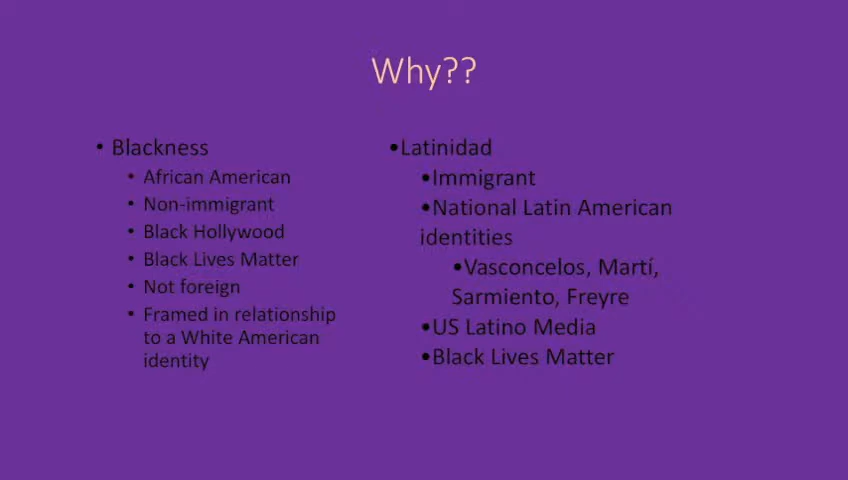 Why??
• Blackness
• African American
• Non-immigrant
• Black Hollywood
• Black Lives Matter
• Not foreign
• Framed in relationship
to a White American
identity
•Latinidad
•Immigrant
•National Latin American
identities
•Vasconcelos, Martí,
Sarmiento, Freyre
•US Latino Media
•Black Lives Matter